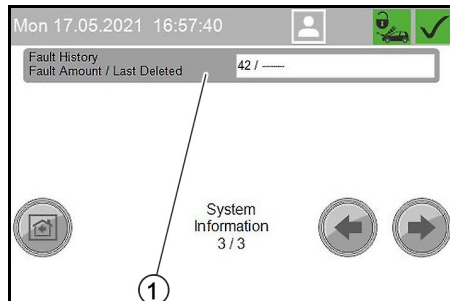 Mon 17.05.2021 16:57:40
Fault History
Fault Amount / Last Deleted
42 / -------
System
Information
3 / 3
1